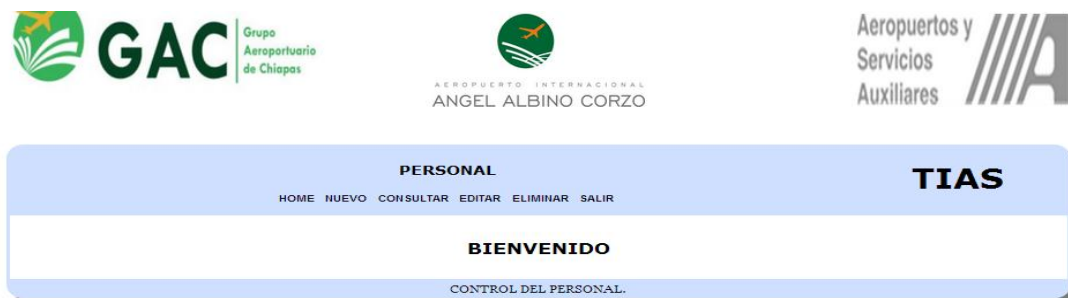 GAC
Grupo
Aeroportuario
de Chiapas
AEROPUERTO INTERNACIONAL
ANGEL ALBINO CORZO
Aeropuertos y
Servicios
Auxiliares
PERSONAL
TIAS
HOME NUEVO CONSULTAR EDITAR ELIMINAR SALIR
BIENVENIDO
CONTROL DEL PERSONAL.